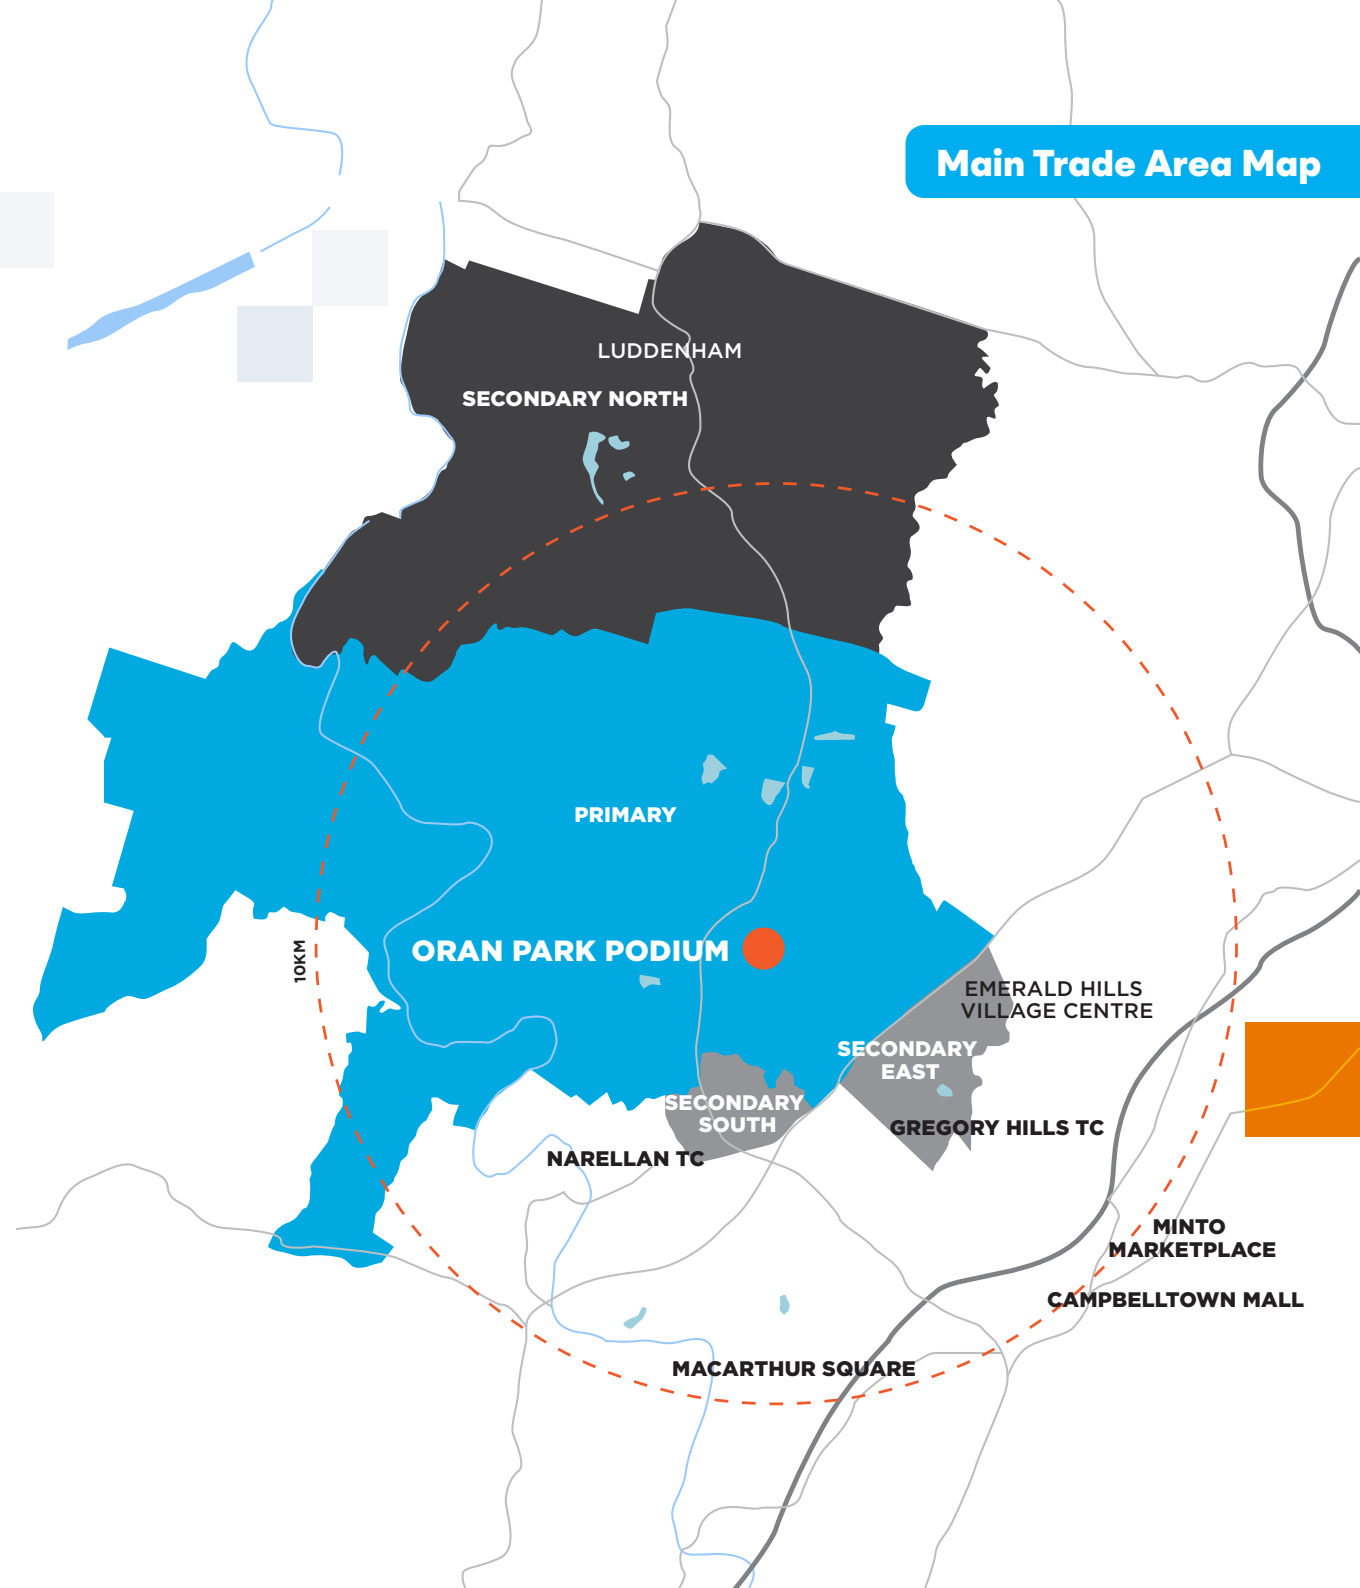 Main Trade Area Map
LUDDENHAM
SECONDARY NORTH
PRIMARY
ORAN PARK PODIUM
10KM
EMERALD HILLS
VILLAGE CENTRE
SECONDARY
EAST
SECONDARY
SOUTH
GREGORY HILLS TC
NARELLAN TC
MINTO
MARKETPLACE
CAMPBELLTOWN MALL
MACARTHUR SQUARE